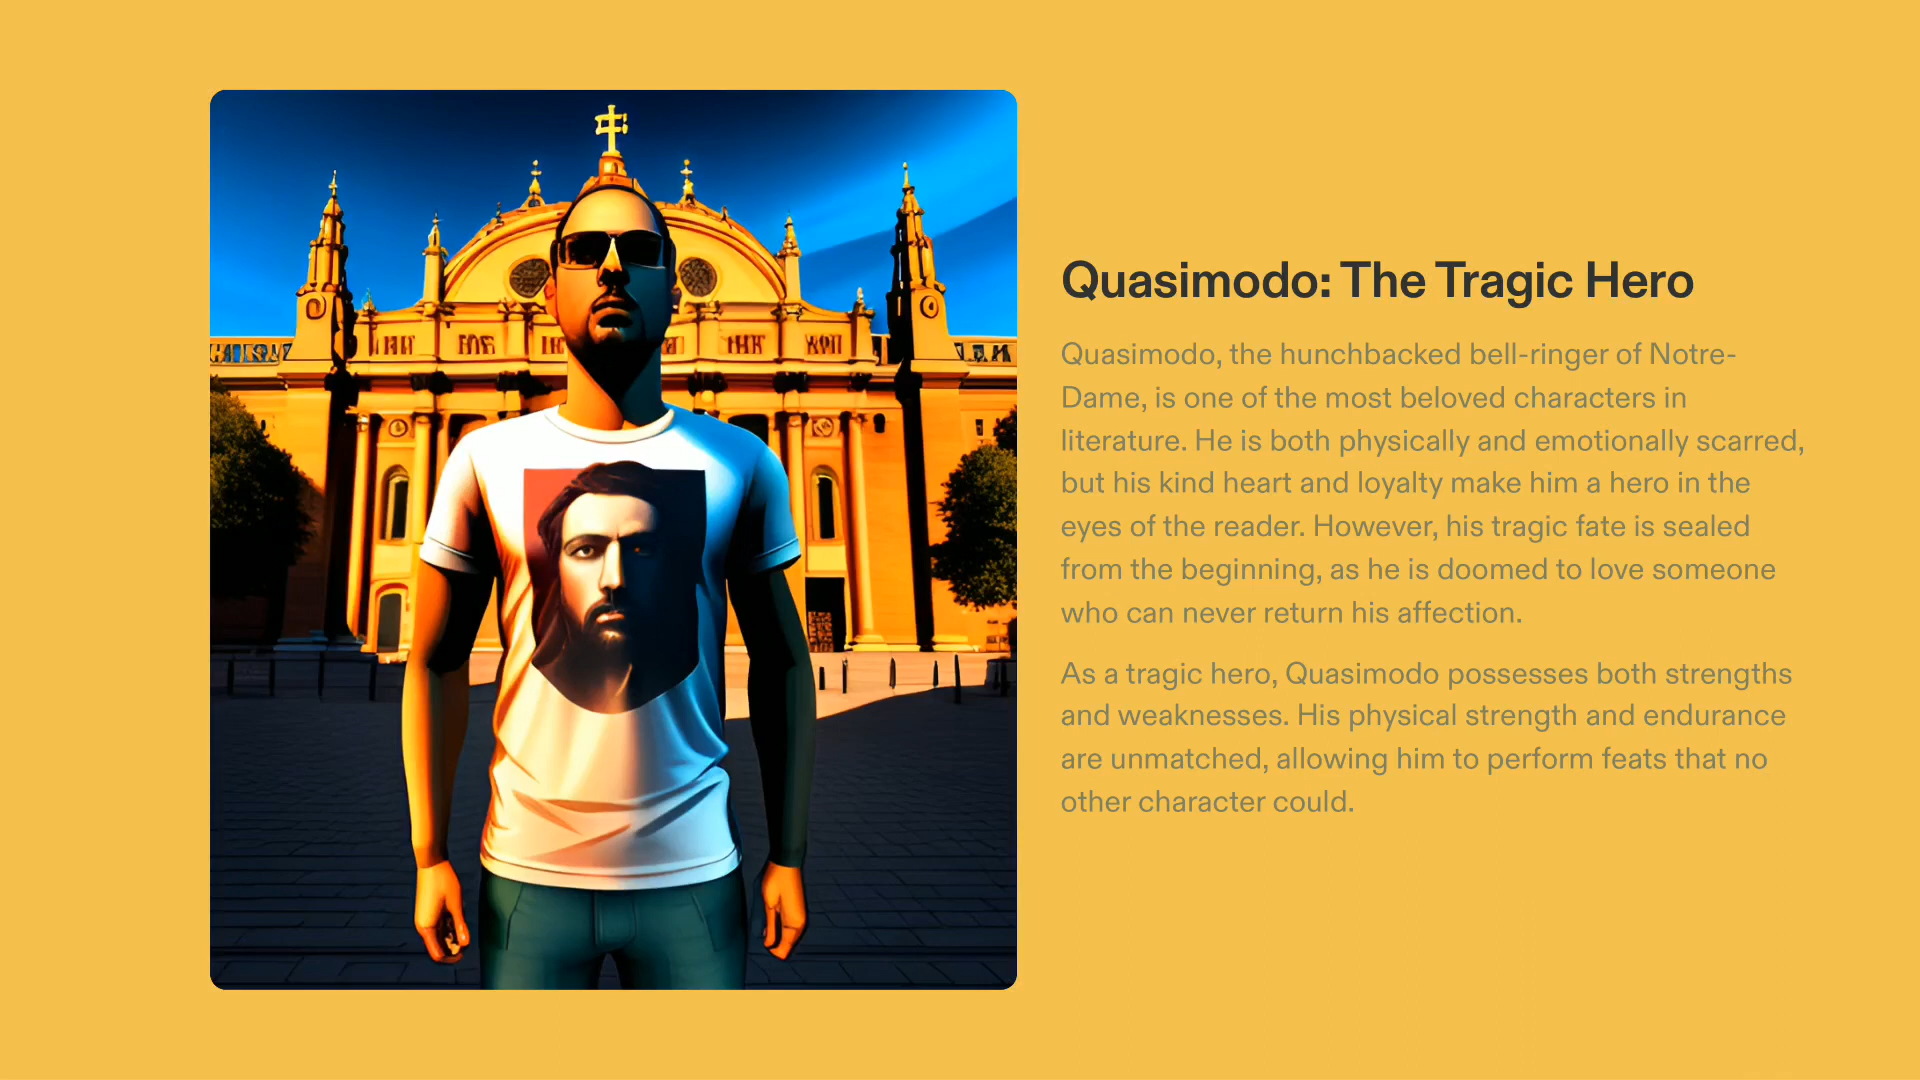 Quasimodo: The Tragic Hero
Quasimodo, the hunchbacked bell-ringer of Notre-
Dame, is one of the most beloved characters in
literature. He is both physically and emotionally scarred,
but his kind heart and loyalty make him a hero in the
eyes of the reader. However, his tragic fate is sealed
from the beginning, as he is doomed to love someone
who can never return his affection.
As a tragic hero, Quasimodo possesses both strengths
and weaknesses. His physical strength and endurance
are unmatched, allowing him to perform feats that no
other character could.